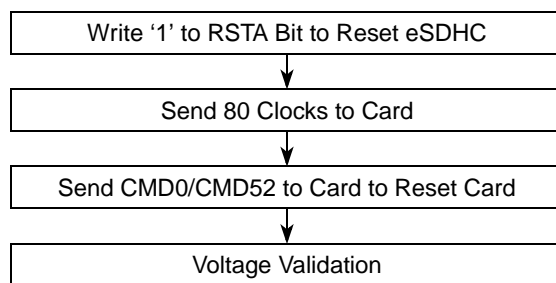 Write ‘1’ to RSTA Bit to Reset eSDHC
Send 80 Clocks to Card
Send CMD0/CMD52 to Card to Reset Card
Voltage Validation